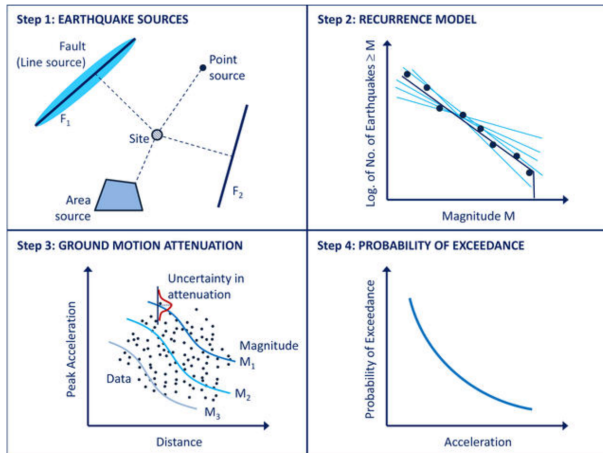 Step 1: EARTHQUAKE SOURCES
Fault
(Line source)
F1
Point
source
Site
Area
source
F2
Step 2: RECURRENCE MODEL
Log. of No. of Earthquakes ≥ M
Magnitude M
Step 3: GROUND MOTION ATTENUATION
Uncertainty in
attenuation
Peak Acceleration
Magnitude
M1
Data
M2
M3
Distance
Step 4: PROBABILITY OF EXCEEDANCE
Probability of Exceedance
Acceleration